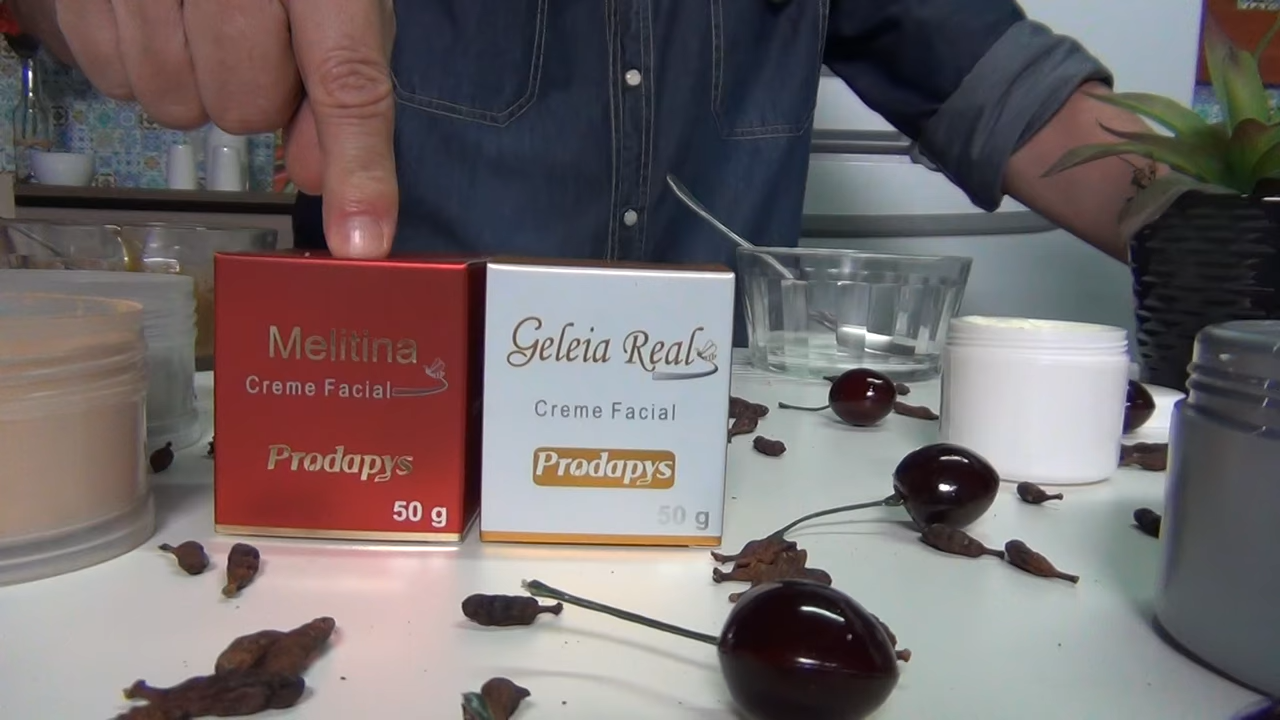 Melitina
Creme Facial
Prodapys
50 g
Geleia Real
Creme Facial
Prodapys
50 g